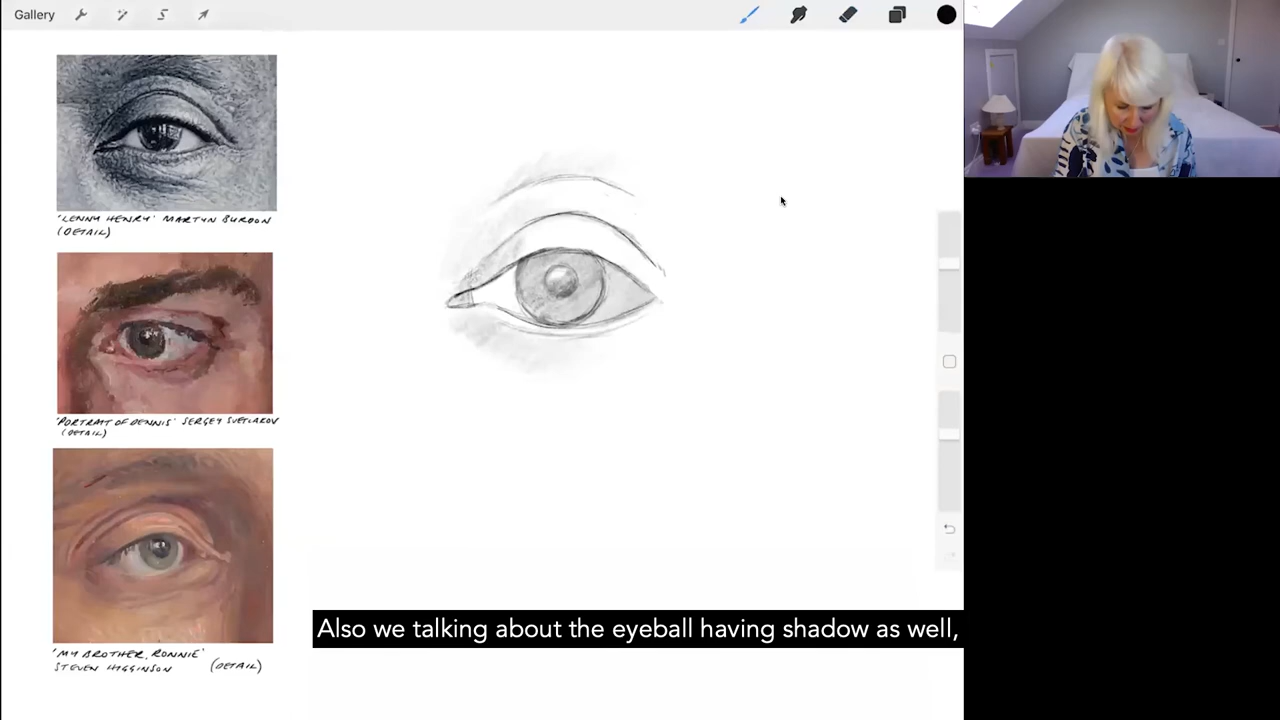 Gallery
'LENNY HENRY' MARTYN BURDON
(DETAIL)
'PORTRAIT OF DENNIS' SERGEY SVETLAKOV
(DETAIL)
'MY BROTHER, RONNIE'
STEVEN HIGGINSON (DETAIL)
Also we talking about the eyeball having shadow as well,